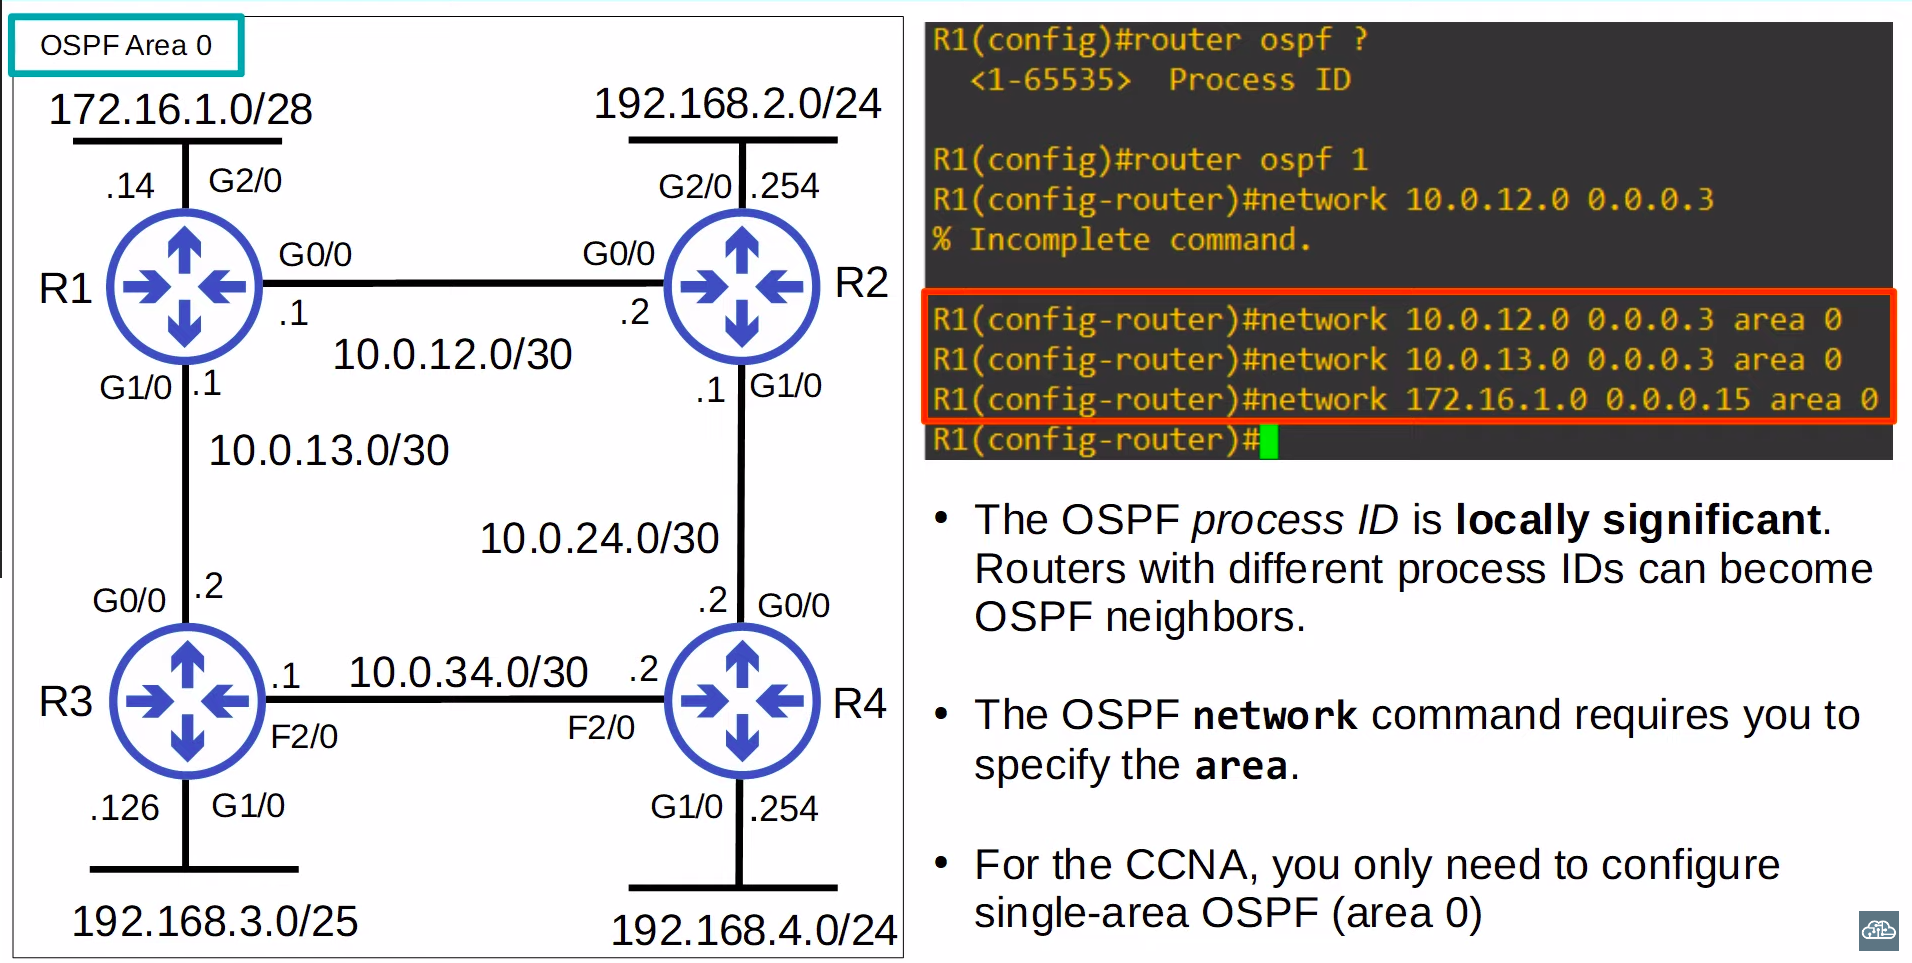 OSPF Area 0
172.16.1.0/28
192.168.2.0/24
.14
G2/0
G2/0
.254
R1
G0/0
G0/0
R2
.1
.2
10.0.12.0/30
G1/0
.1
.1
G1/0
10.0.13.0/30
10.0.24.0/30
G0/0
.2
.2
G0/0
R3
.1
10.0.34.0/30
.2
R4
F2/0
F2/0
.126
G1/0
G1/0
.254
192.168.3.0/25
192.168.4.0/24
R1(config)#router ospf ?
<1-65535>  Process ID
R1(config)#router ospf 1
R1(config-router)#network 10.0.12.0 0.0.0.3
% Incomplete command.
R1(config-router)#network 10.0.12.0 0.0.0.3 area 0
R1(config-router)#network 10.0.13.0 0.0.0.3 area 0
R1(config-router)#network 172.16.1.0 0.0.0.15 area 0
R1(config-router)#
• The OSPF process ID is locally significant.
Routers with different process IDs can become
OSPF neighbors.
• The OSPF network command requires you to
specify the area.
• For the CCNA, you only need to configure
single-area OSPF (area 0)